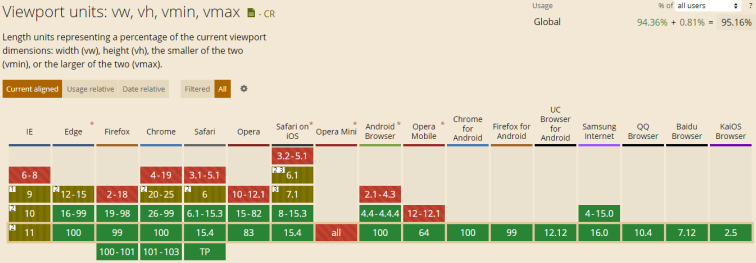 Viewport units: vw, vh, vmin, vmax - CR
Usage % of all users ?
Global 94.36% + 0.81% = 95.16%
Length units representing a percentage of the current viewport
dimensions: width (vw), height (vh), the smaller of the two
(vmin), or the larger of the two (vmax).
Current aligned Usage relative Date relative Filtered All
IE Edge * Firefox Chrome Safari Opera Safari on iOS * Opera Mini * Android Browser * Opera Mobile * Chrome for Android Firefox for Android UC Browser for Android Samsung Internet QQ Browser Baidu Browser KaiOS Browser
3.2-5.1
6-8 4-19 3.1-5.1 2 3 6.1
1 9 2 12-15 2-18 2 20-25 2 6 10-12.1 3 7.1 2.1-4.3
2 10 16-99 19-98 26-99 6.1-15.3 15-82 8-15.3 4.4-4.4.4 12-12.1 4-15.0
2 11 100 99 100 15.4 83 15.4 all 100 64 100 99 12.12 16.0 10.4 7.12 2.5
100-101 101-103 TP